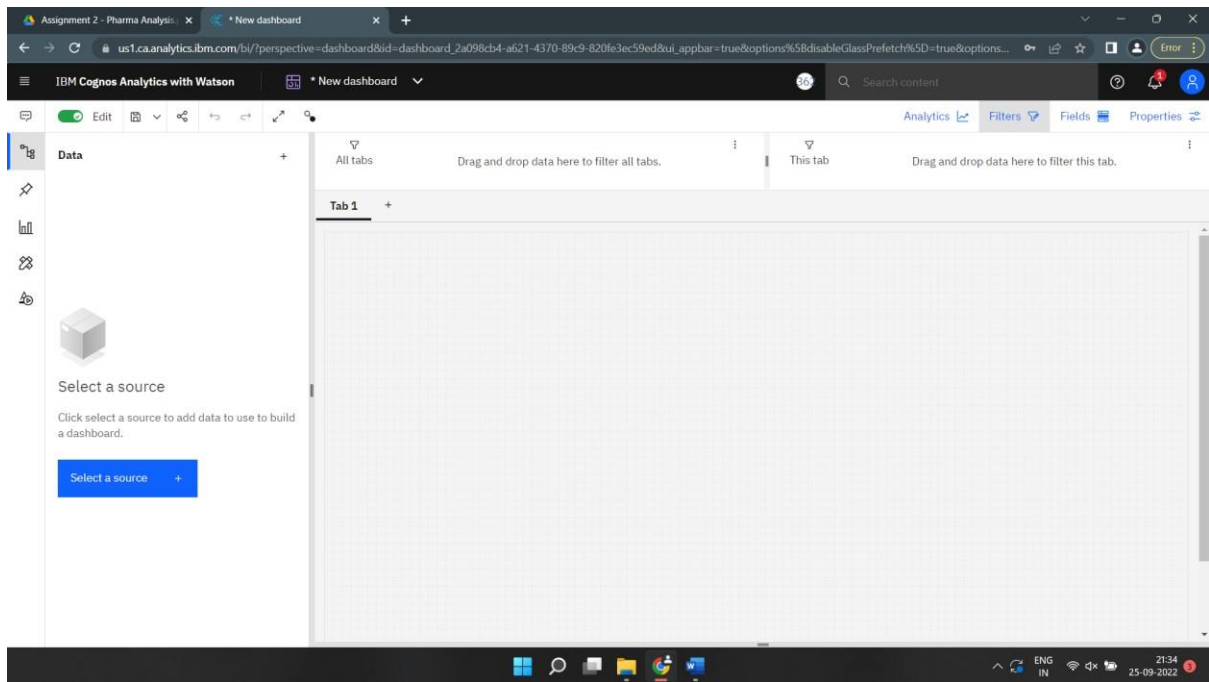 Assignment 2 - Pharma Analysis.
* New dashboard
us1.ca.analytics.ibm.com/bi/?perspective=dashboard&id=dashboard_2a098cb4-a621-4370-89c9-820fe3ec59ed&ui_appbar=true&options%5BdisableGlassPrefetch%5D=true&options...
Error
IBM Cognos Analytics with Watson
* New dashboard
Search content
1
Edit
Analytics
Filters
Fields
Properties
Data
All tabs
Drag and drop data here to filter all tabs.
This tab
Drag and drop data here to filter this tab.
Tab 1
Select a source
Click select a source to add data to use to build
a dashboard.
Select a source
ENG
IN
21:34
25-09-2022
3